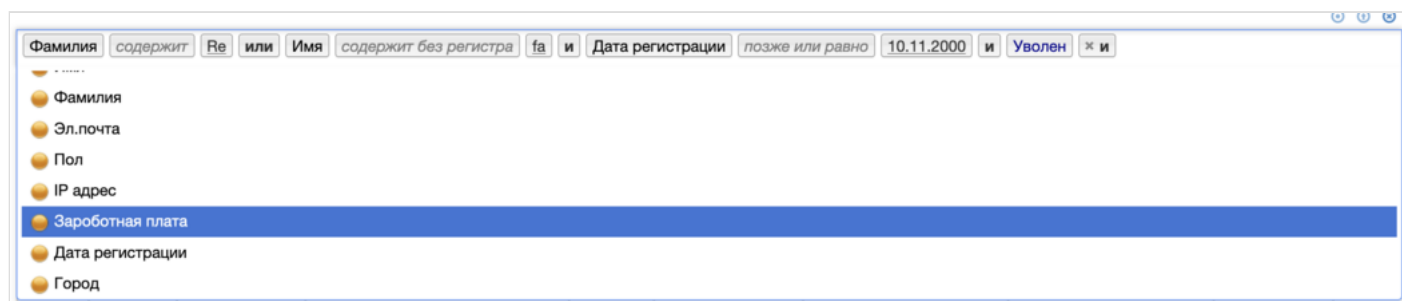 Фамилия содержит Re или Имя содержит без регистра fa и Дата регистрации позже или равно 10.11.2000 и Уволен × и
Фамилия
Эл.почта
Пол
IP адрес
Зароботная плата
Дата регистрации
Город